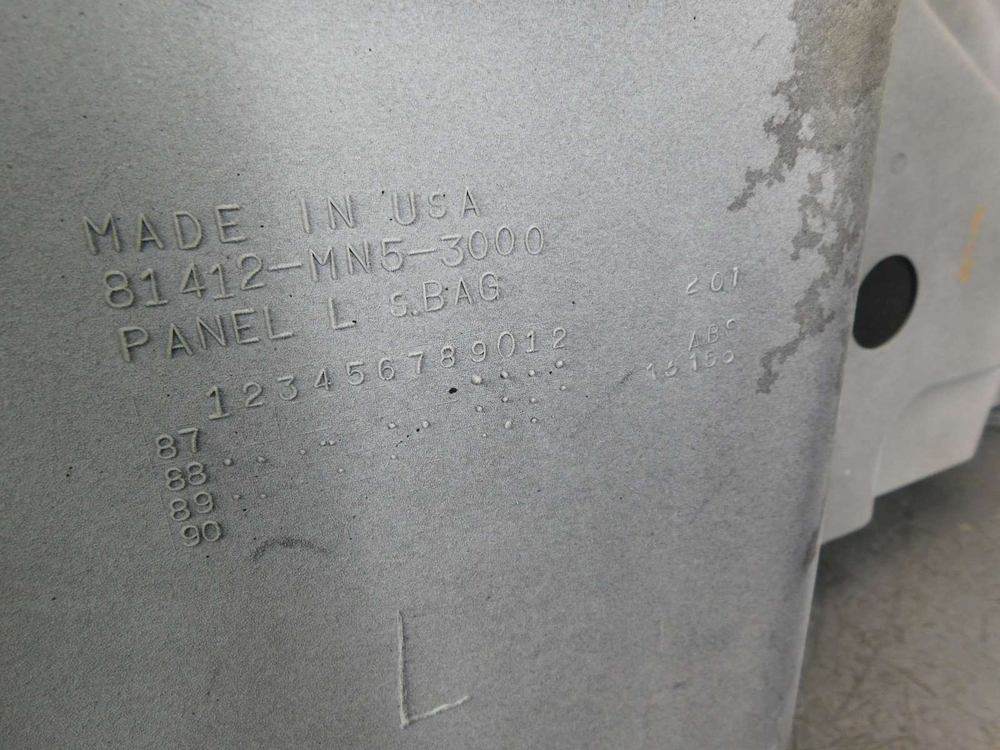 MADE IN USA
81412-MN5-3000
PANEL L S.BAG
123456789012
87
88
89
90
201
ABS
L